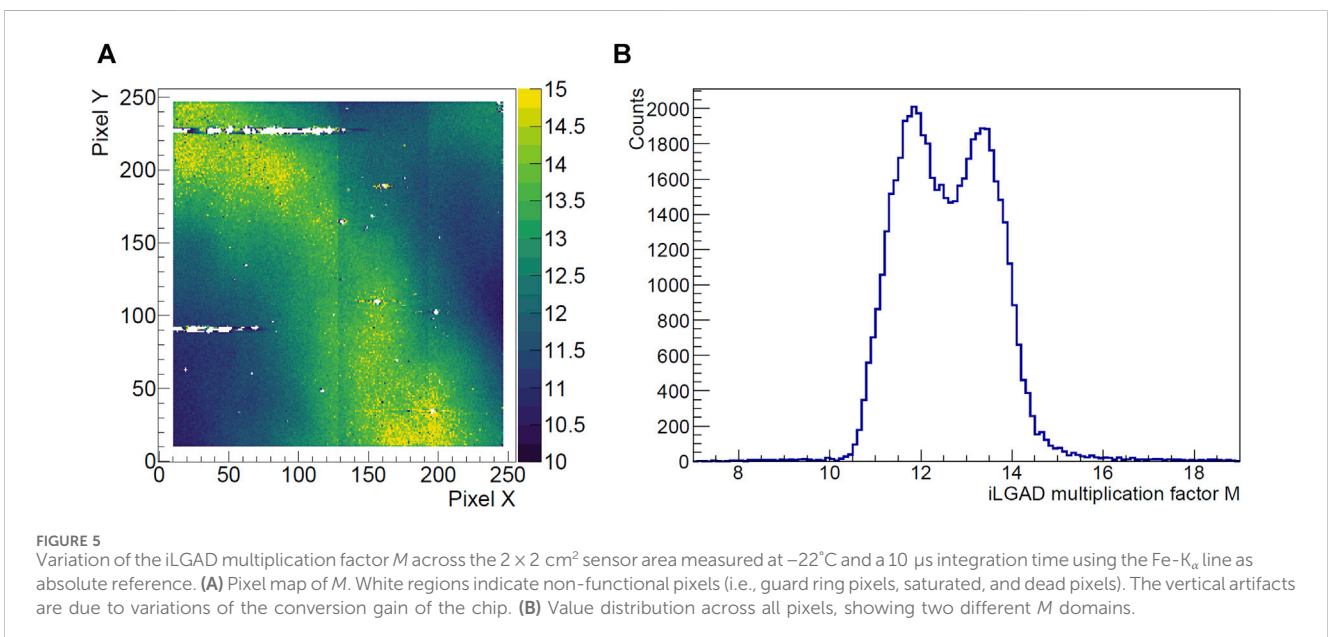 A
B
Pixel Y
250
200
150
100
50
0
0 50 100 150 200 250
Pixel X
15
14.5
14
13.5
13
12.5
12
11.5
11
10.5
10
Counts
2000
1800
1600
1400
1200
1000
800
600
400
200
0
8 10 12 14 16 18
iLGAD multiplication factor M
FIGURE 5
Variation of the iLGAD multiplication factor M across the 2 × 2 cm² sensor area measured at −22°C and a 10 μs integration time using the Fe-Kα line as
absolute reference. (A) Pixel map of M. White regions indicate non-functional pixels (i.e., guard ring pixels, saturated, and dead pixels). The vertical artifacts
are due to variations of the conversion gain of the chip. (B) Value distribution across all pixels, showing two different M domains.